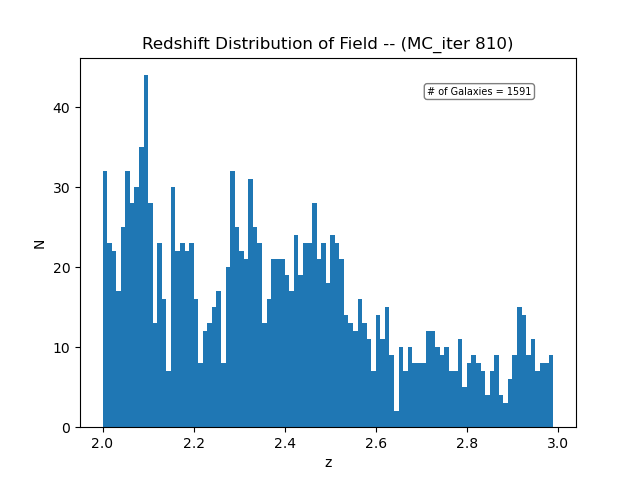 Redshift Distribution of Field -- (MC_iter 810)
# of Galaxies = 1591
N
40
30
20
10
0
2.0 2.2 2.4 2.6 2.8 3.0
z